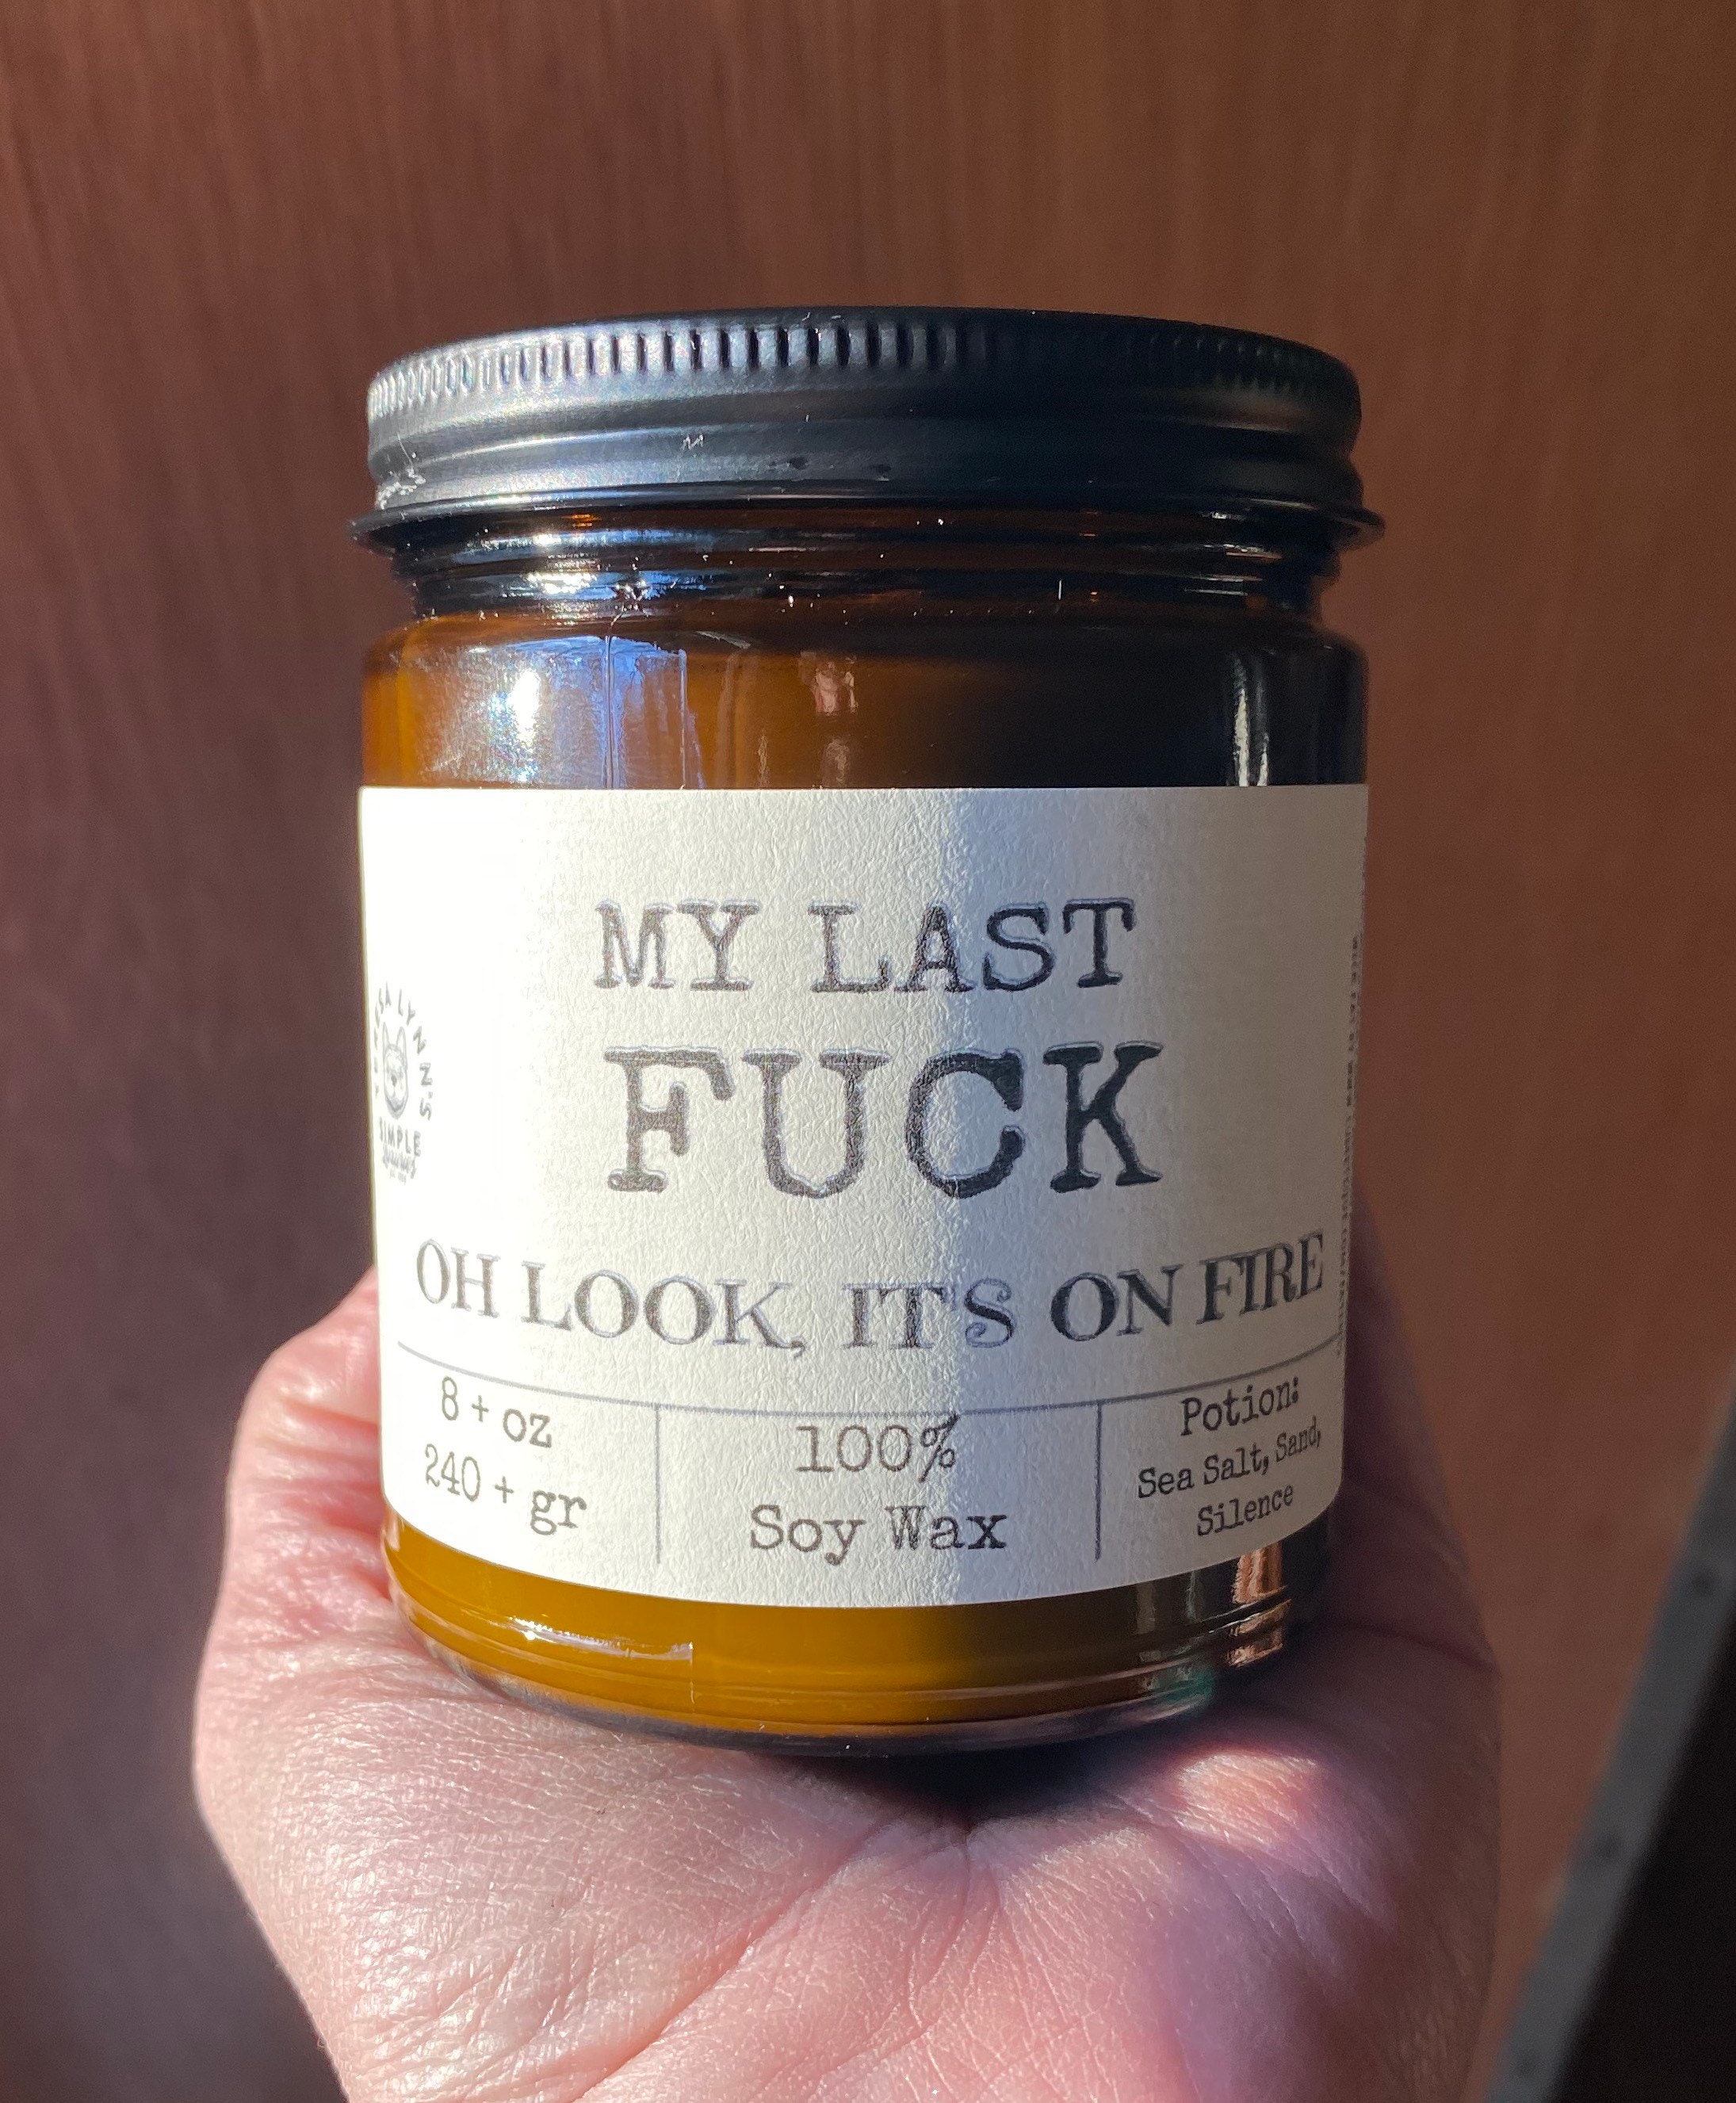 MY LAST
FUCK
OH LOOK, IT'S ON FIRE
8 + oz
240 + gr
100%
Soy Wax
Potion:
Sea Salt, Sand,
Silence
LYNN'S
SIMPLE